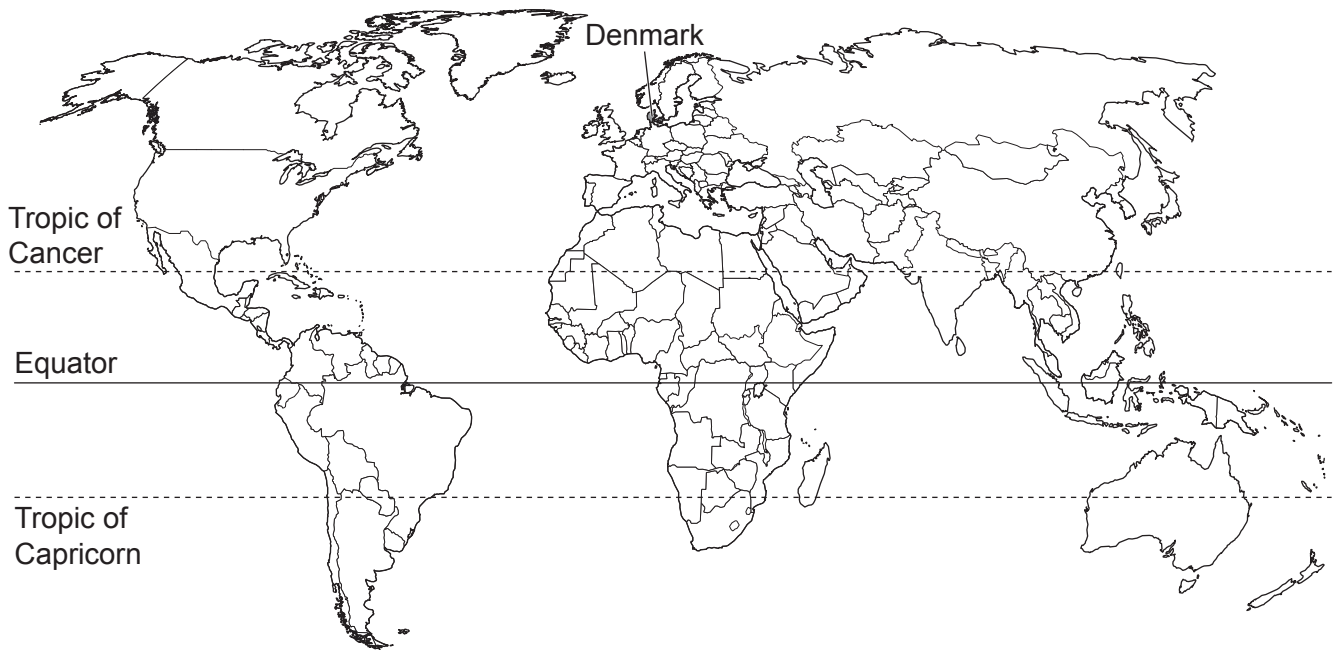 Denmark
Tropic of
Cancer
Equator
Tropic of
Capricorn